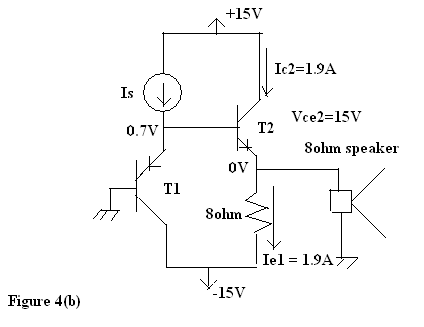 +15V
Ic2=1.9A
Is
Vce2=15V
0.7V
T2
8ohm speaker
0V
T1
8ohm
Ie1 = 1.9A
-15V
Figure 4(b)